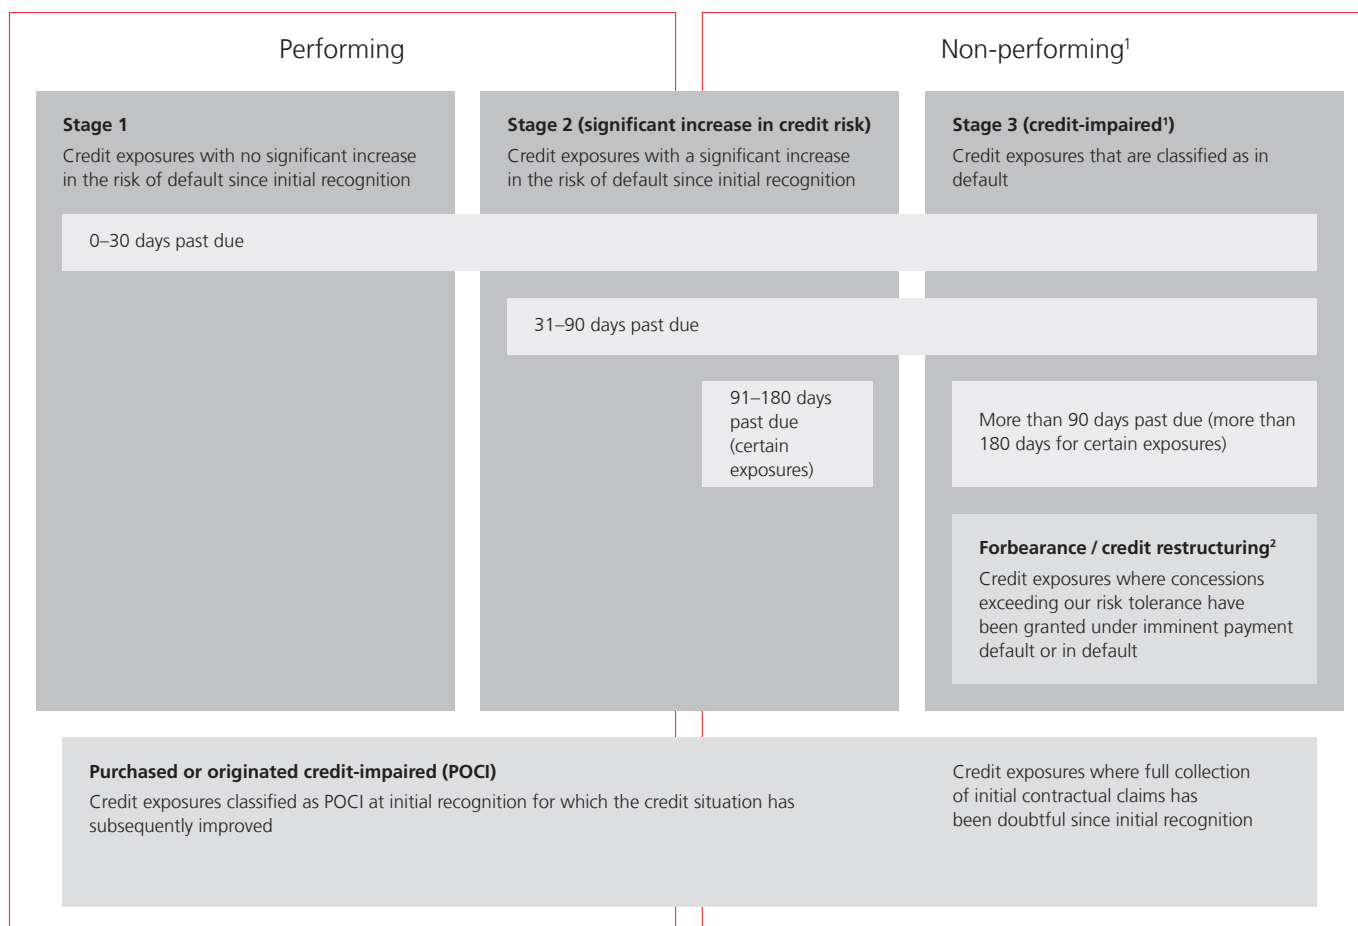 Performing
Non-performing¹
Stage 1
Credit exposures with no significant increase
in the risk of default since initial recognition
Stage 2 (significant increase in credit risk)
Credit exposures with a significant increase
in the risk of default since initial recognition
Stage 3 (credit-impaired¹)
Credit exposures that are classified as in
default
0–30 days past due
31–90 days past due
91–180 days
past due
(certain
exposures)
More than 90 days past due (more than
180 days for certain exposures)
Forbearance / credit restructuring²
Credit exposures where concessions
exceeding our risk tolerance have
been granted under imminent payment
default or in default
Purchased or originated credit-impaired (POCI)
Credit exposures classified as POCI at initial recognition for which the credit situation has
subsequently improved
Credit exposures where full collection
of initial contractual claims has
been doubtful since initial recognition